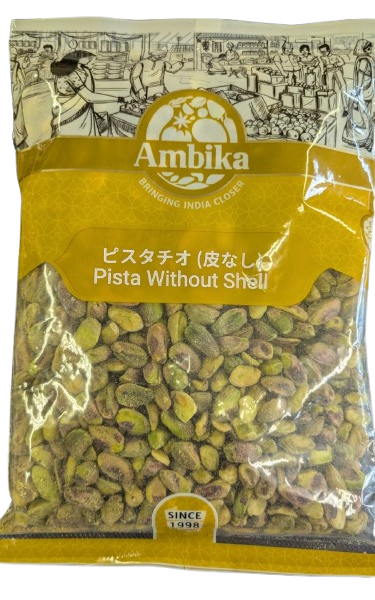 Ambika
BRINGING INDIA CLOSER
ピスタチオ (皮なし)
Pista Without Shell
SINCE
1998